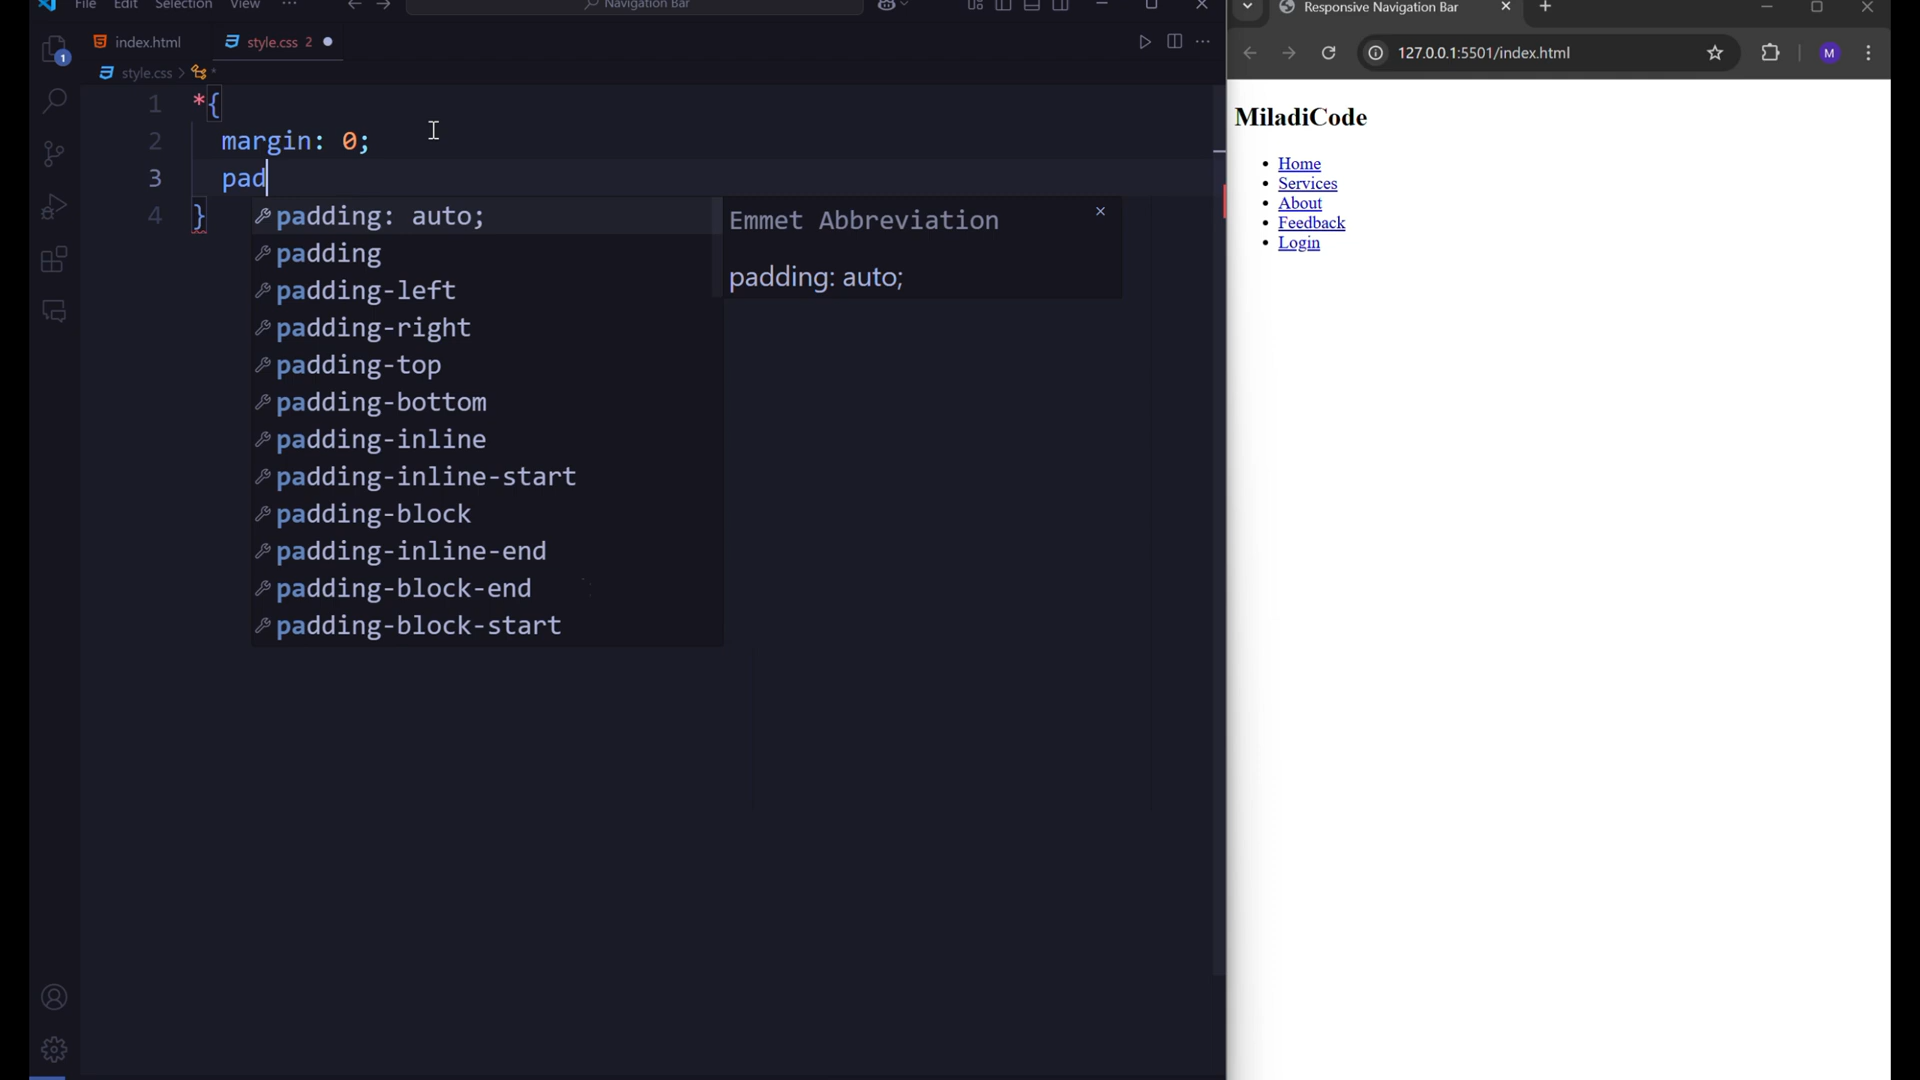 File Edit Selection View ···
Navigation Bar
index.html
style.css 2
style.css > *
1 *{
2 margin: 0;
3 pad
4 }
padding: auto;
padding
padding-left
padding-right
padding-top
padding-bottom
padding-inline
padding-inline-start
padding-block
padding-inline-end
padding-block-end
padding-block-start
Emmet Abbreviation
padding: auto;
1
Responsive Navigation Bar
127.0.0.1:5501/index.html
M
MiladiCode
• Home
• Services
• About
• Feedback
• Login